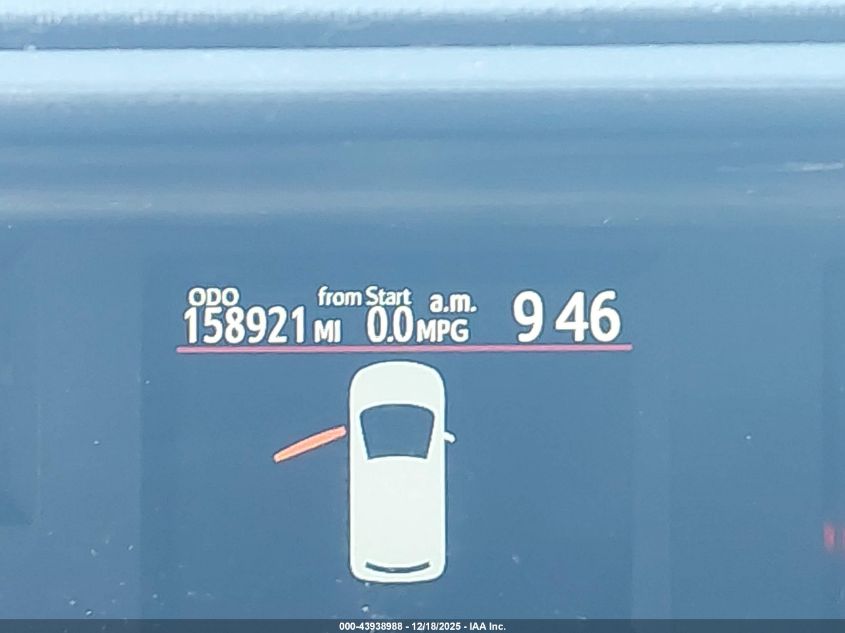 ODO from Start a.m. 9 46
158921 MI 0.0 MPG
000-43938988 - 12/18/2025 - IAA Inc.